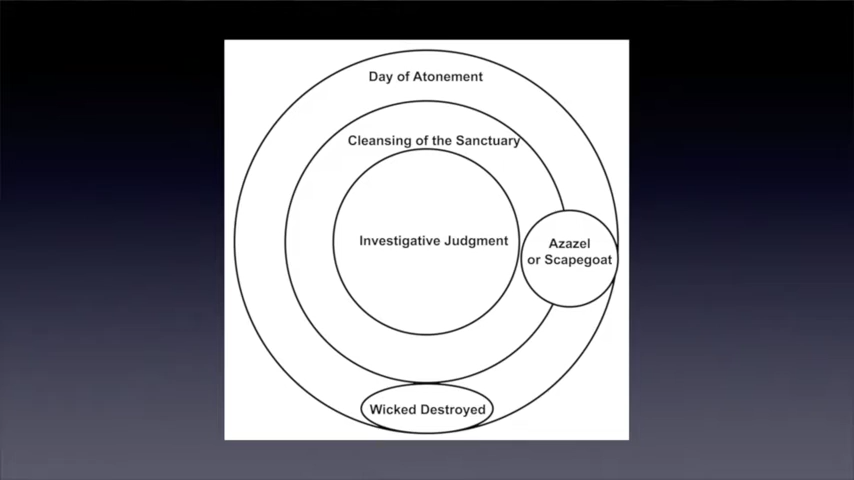 Day of Atonement
Cleansing of the Sanctuary
Investigative Judgment
Azazel
or Scapegoat
Wicked Destroyed